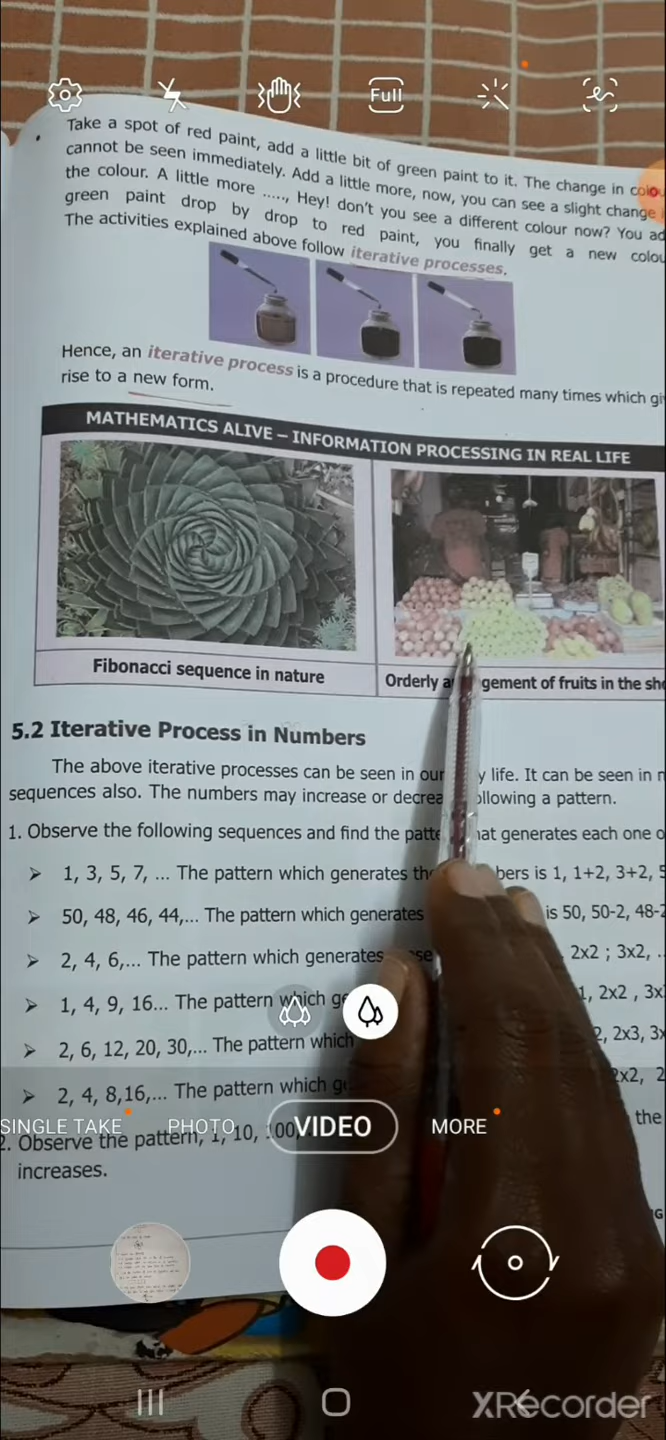 Full
Take a spot of red paint, add a little bit of green paint to it. The change in colo
cannot be seen immediately. Add a little more, now, you can see a slight change
the colour. A little more ....., Hey! don't you see a different colour now? You ad
green paint drop by drop to red paint, you finally get a new colou
The activities explained above follow iterative processes.
Hence, an iterative process is a procedure that is repeated many times which gi
rise to a new form.
MATHEMATICS ALIVE – INFORMATION PROCESSING IN REAL LIFE
Fibonacci sequence in nature
Orderly a gement of fruits in the sh
5.2 Iterative Process in Numbers
The above iterative processes can be seen in our y life. It can be seen in
sequences also. The numbers may increase or decrea ollowing a pattern.
1. Observe the following sequences and find the patte hat generates each one o
➢ 1, 3, 5, 7, ... The pattern which generates the bers is 1, 1+2, 3+2, 5
➢ 50, 48, 46, 44,... The pattern which generates is 50, 50-2, 48-2
➢ 2, 4, 6,... The pattern which generates se 2x2 ; 3x2, .
➢ 1, 4, 9, 16... The pattern which ge 1, 2x2 , 3x
➢ 2, 6, 12, 20, 30,... The pattern which 2, 2x3, 3x
➢ 2, 4, 8,16,... The pattern which g 2x2, 2
SINGLE TAKE PHOTO VIDEO MORE
2. Observe the pattern, 1, 10, 100, the
increases.
XRecorder